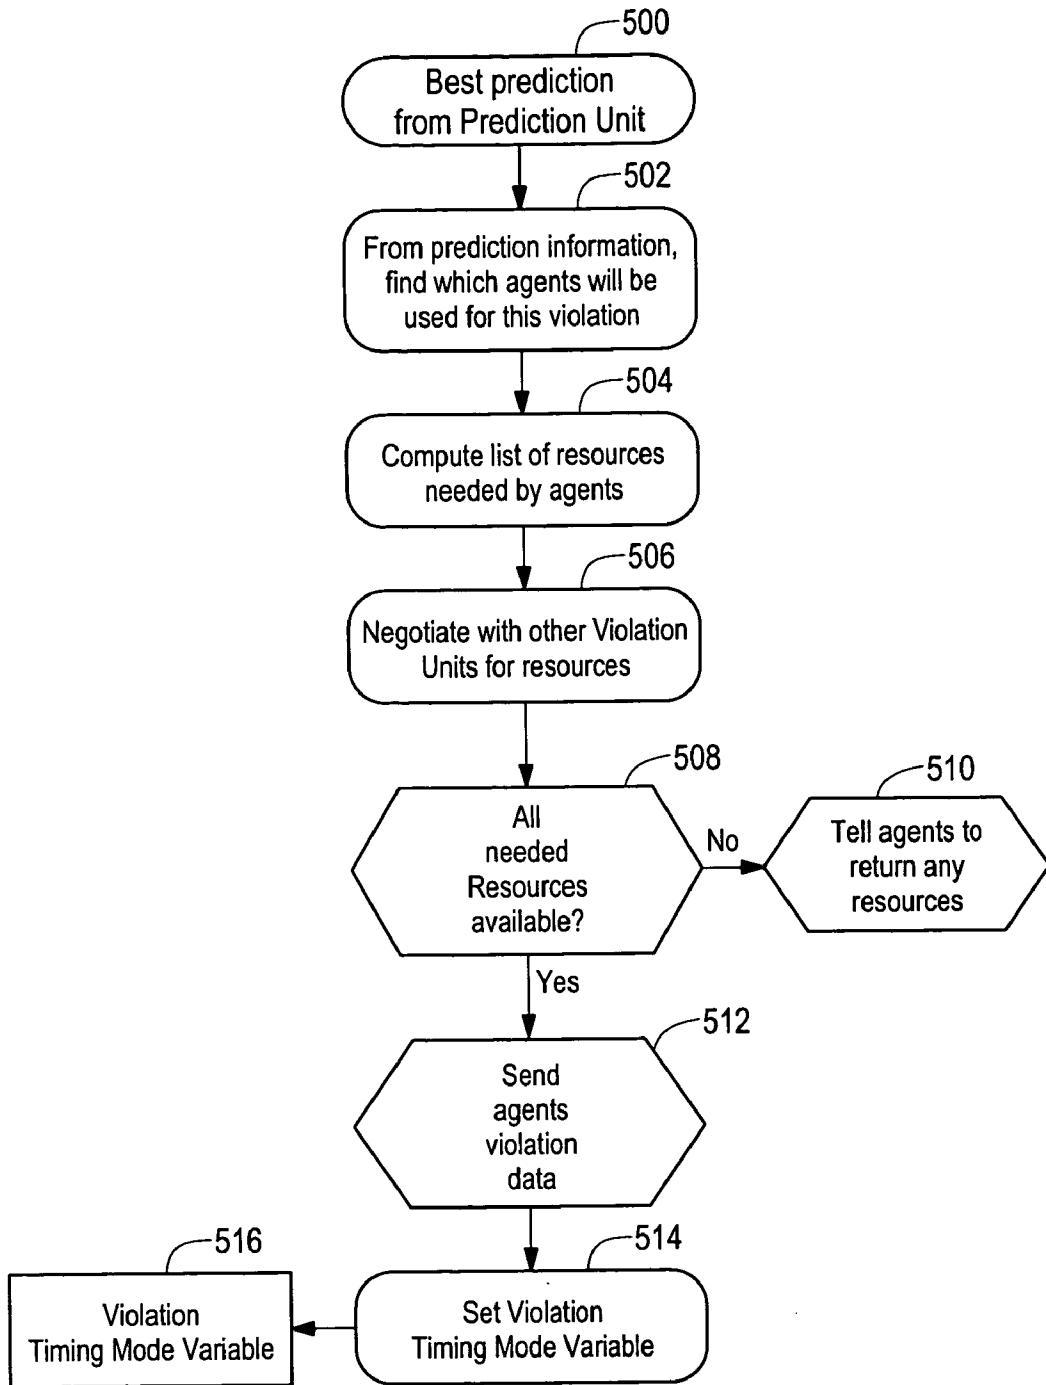 500
Best prediction
from Prediction Unit
502
From prediction information,
find which agents will be
used for this violation
504
Compute list of resources
needed by agents
506
Negotiate with other Violation
Units for resources
508
All
needed
Resources
available?
No
510
Tell agents to
return any
resources
Yes
512
Send
agents
violation
data
514
Set Violation
Timing Mode Variable
516
Violation
Timing Mode Variable